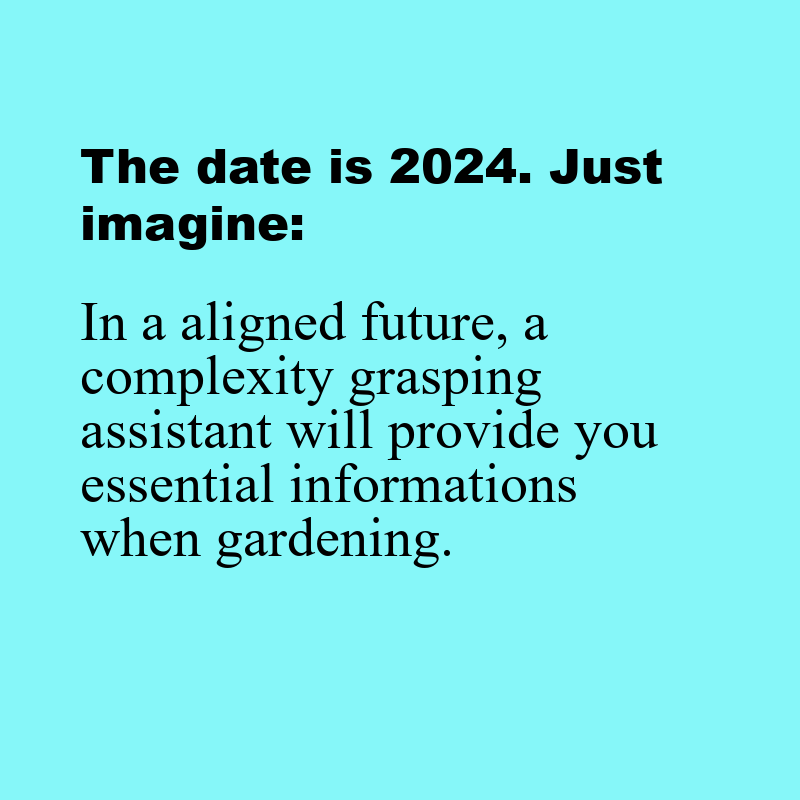 The date is 2024. Just
imagine:
In a aligned future, a
complexity grasping
assistant will provide you
essential informations
when gardening.